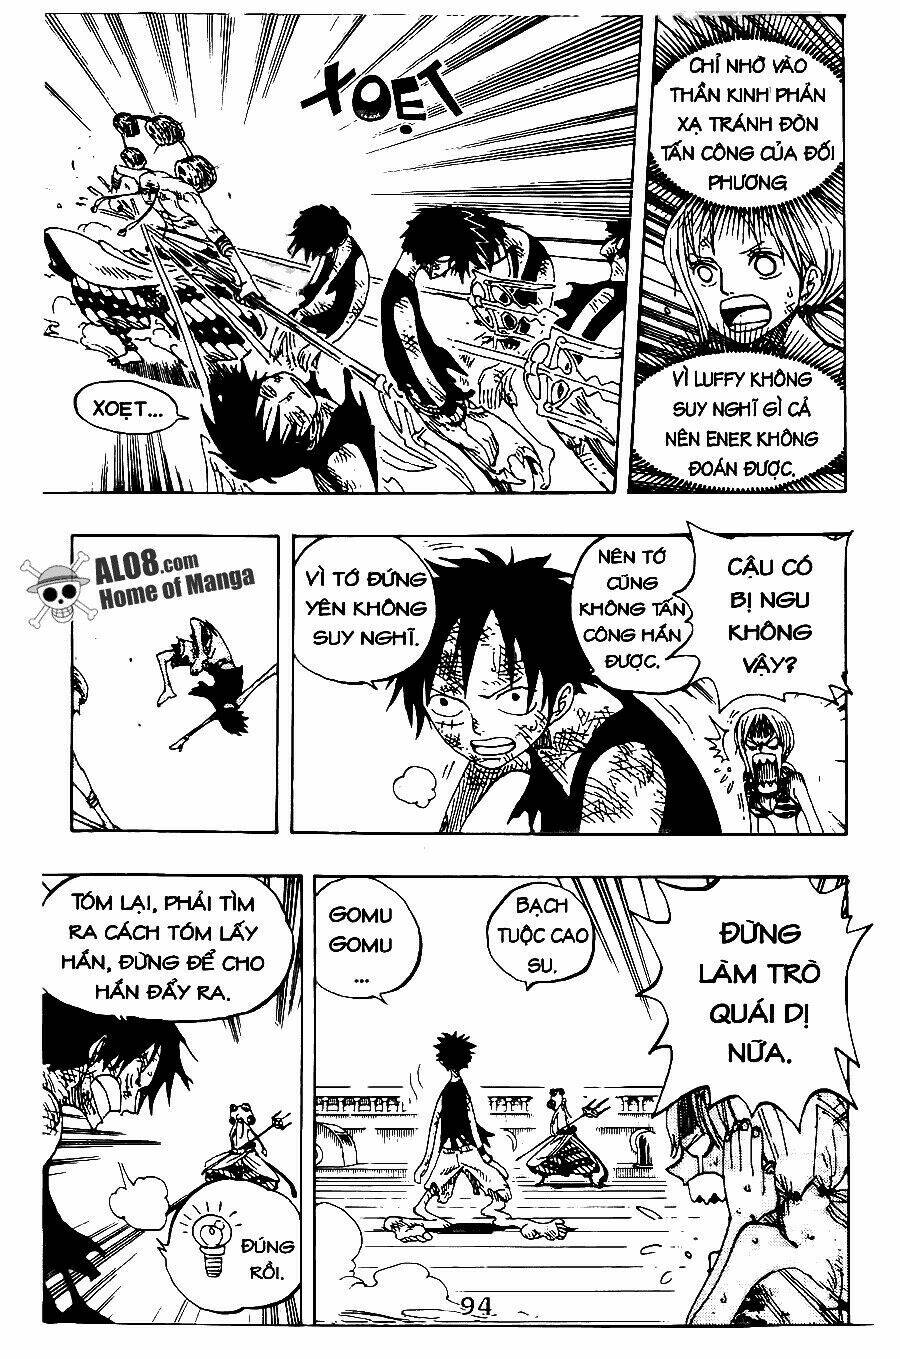 CHỈ NHỜ VÀO
THẦN KINH PHẢN
XẠ TRÁNH ĐÒN
TẤN CÔNG CỦA ĐỐI
PHƯƠNG
XOẸT
XOẸT...
VÌ LUFFY KHÔNG
SUY NGHĨ GÌ CẢ
NÊN ENER KHÔNG
ĐOÁN ĐƯỢC.
CẬU CÓ
BỊ NGU
KHÔNG
VẬY?
NÊN TỚ
CŨNG
KHÔNG TẤN
CÔNG HẮN
ĐƯỢC.
VÌ TỚ ĐỨNG
YÊN KHÔNG
SUY NGHĨ.
AL08.com
Home of Manga
ĐỪNG
LÀM TRÒ
QUÁI DỊ
NỮA.
BẠCH
TUỘC CAO
SU.
GOMU
GOMU
...
TÓM LẠI, PHẢI TÌM
RA CÁCH TÓM LẤY
HẮN, ĐỪNG ĐỂ CHO
HẮN ĐẨY RA.
ĐÚNG
RỒI.
94